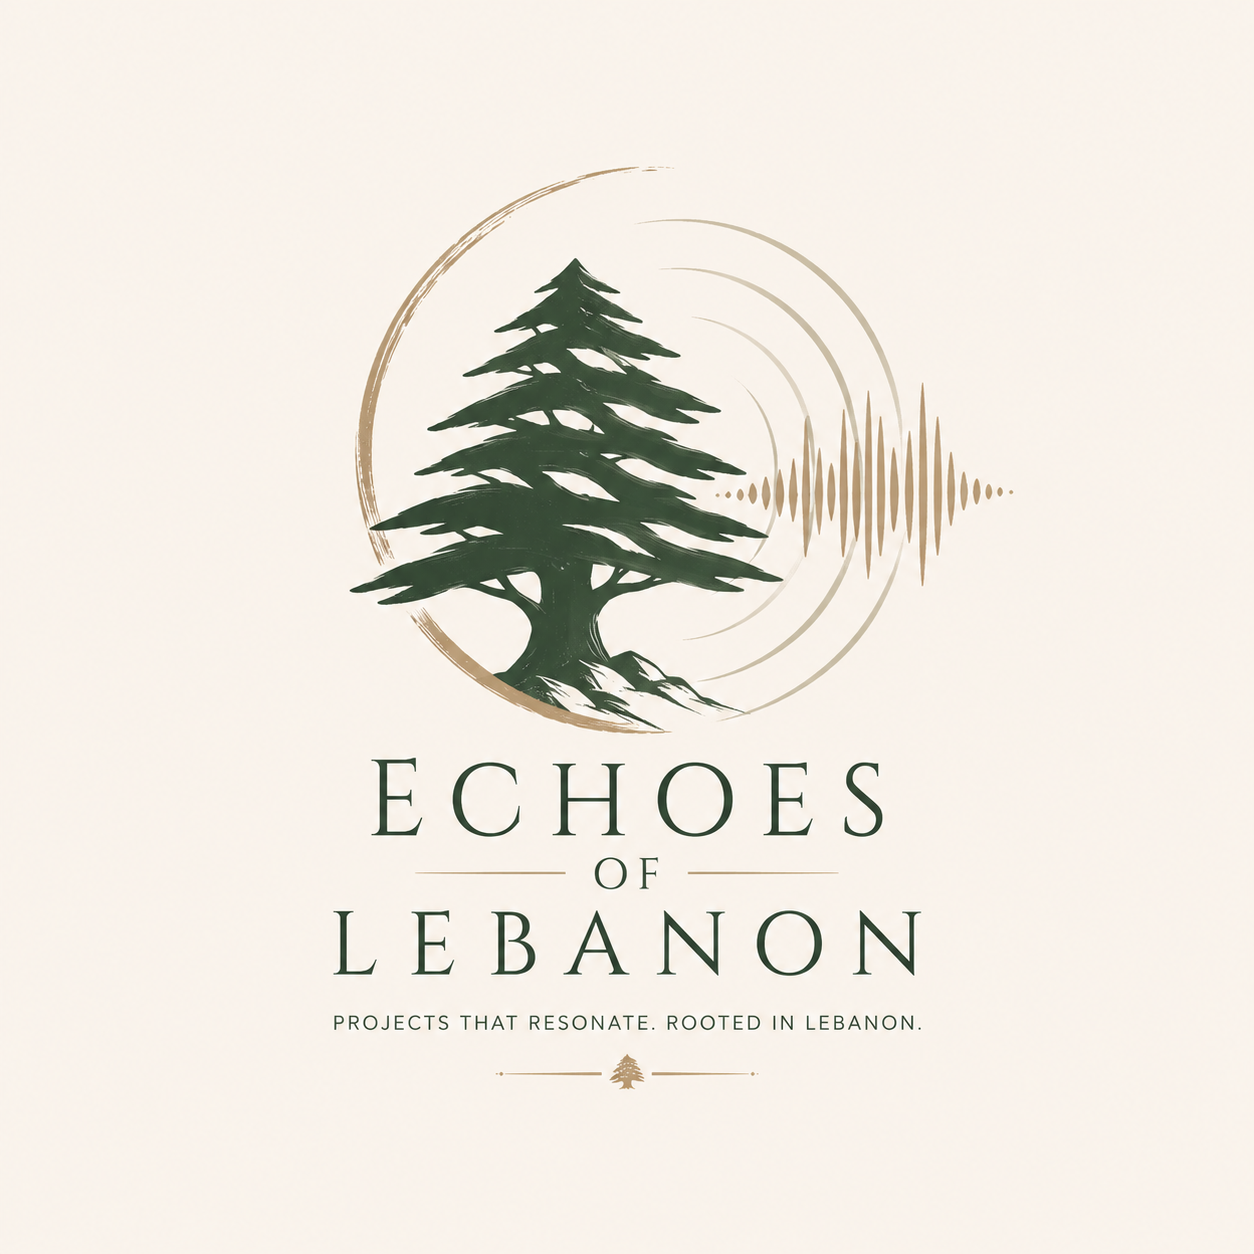 ECHOES
OF
LEBANON
PROJECTS THAT RESONATE. ROOTED IN LEBANON.